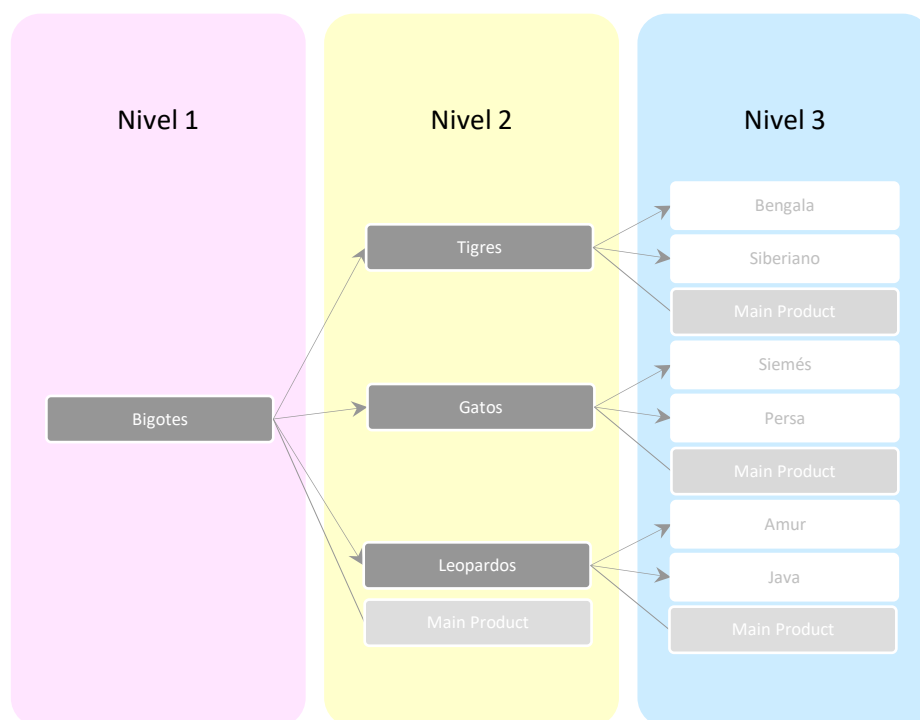 Nivel 1
Nivel 2
Nivel 3
Bigotes
Tigres
Gatos
Leopardos
Main Product
Bengala
Siberiano
Main Product
Siemés
Persa
Main Product
Amur
Java
Main Product